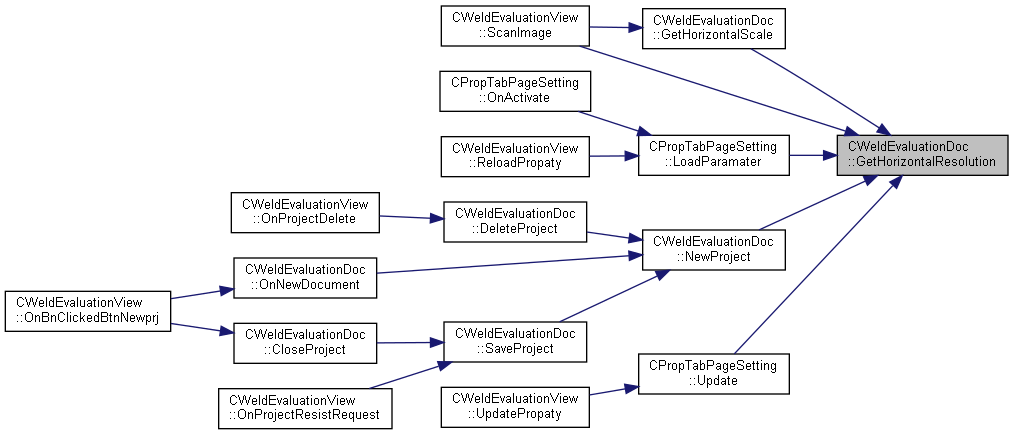 CWeldEvaluationView
::ScanImage
CWeldEvaluationDoc
::GetHorizontalScale
CPropTabPageSetting
::OnActivate
CWeldEvaluationView
::ReloadPropaty
CPropTabPageSetting
::LoadParamater
CWeldEvaluationDoc
::GetHorizontalResolution
CWeldEvaluationView
::OnProjectDelete
CWeldEvaluationDoc
::DeleteProject
CWeldEvaluationDoc
::NewProject
CWeldEvaluationDoc
::OnNewDocument
CWeldEvaluationView
::OnBnClickedBtnNewprj
CWeldEvaluationDoc
::CloseProject
CWeldEvaluationDoc
::SaveProject
CPropTabPageSetting
::Update
CWeldEvaluationView
::OnProjectResistRequest
CWeldEvaluationView
::UpdatePropaty